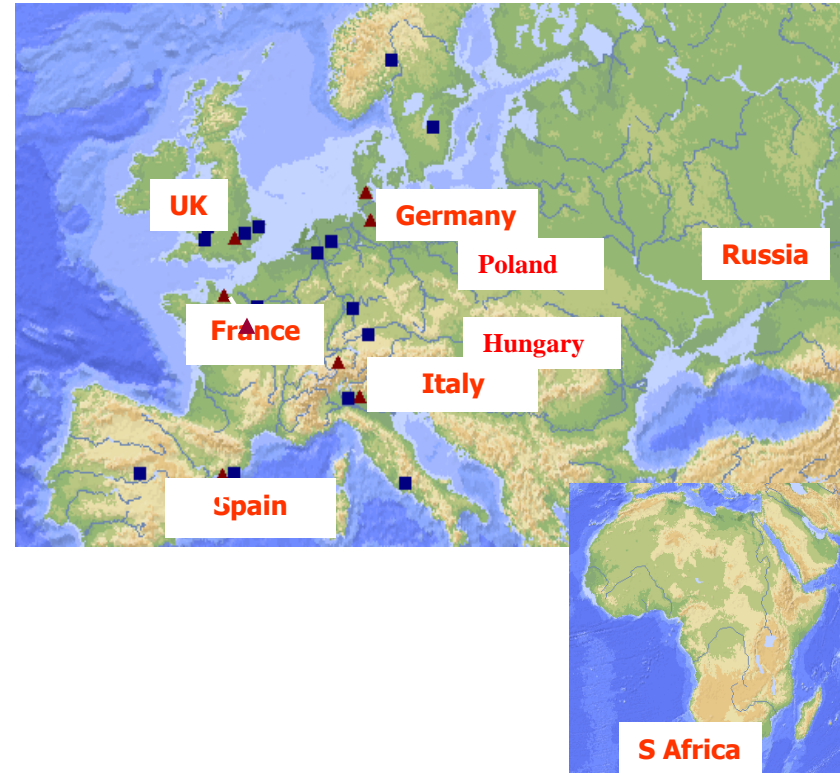 UK
Germany
Poland
Russia
France
Hungary
Italy
Spain
S Africa